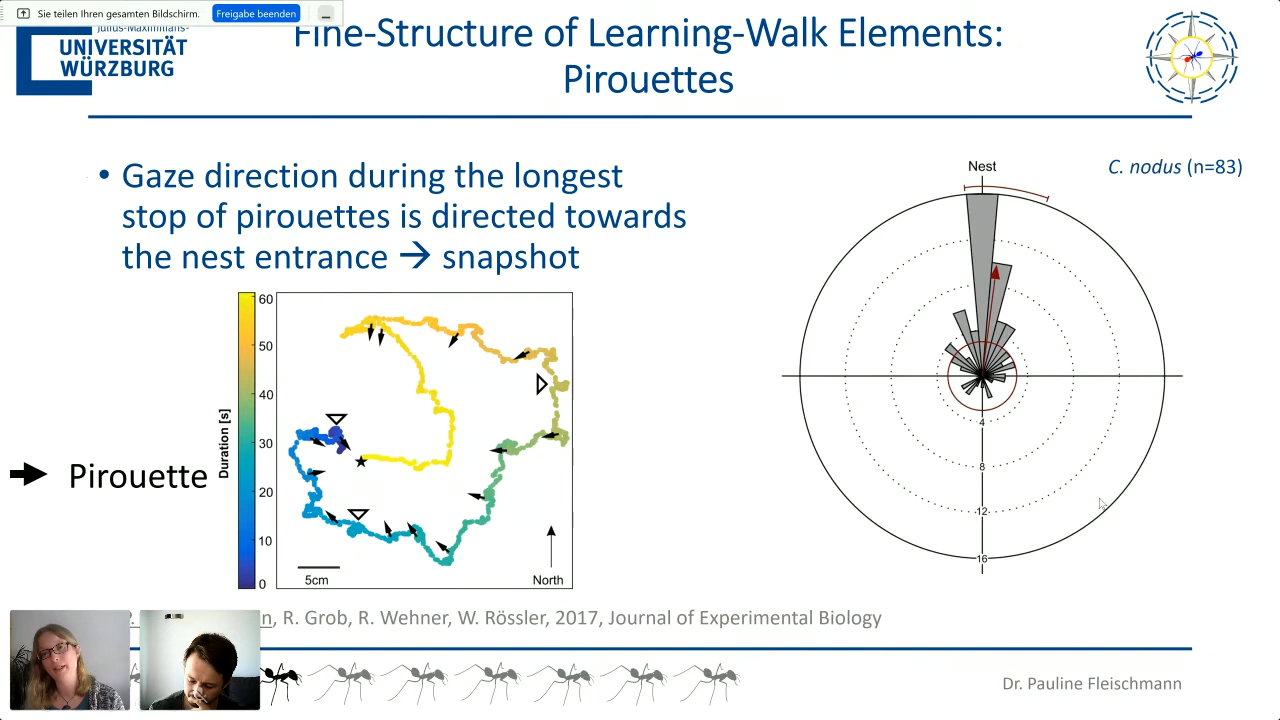 Sie teilen Ihren gesamten Bildschirm.
Freigabe beenden
Julius-Maximilians-
UNIVERSITÄT
WÜRZBURG
Fine-Structure of Learning-Walk Elements:
Pirouettes
• Gaze direction during the longest
stop of pirouettes is directed towards
the nest entrance → snapshot
C. nodus (n=83)
Nest
4
8
12
16
Duration [s]
60
50
40
30
20
10
0
5cm
North
Pirouette
R. Grob, R. Wehner, W. Rössler, 2017, Journal of Experimental Biology
Dr. Pauline Fleischmann